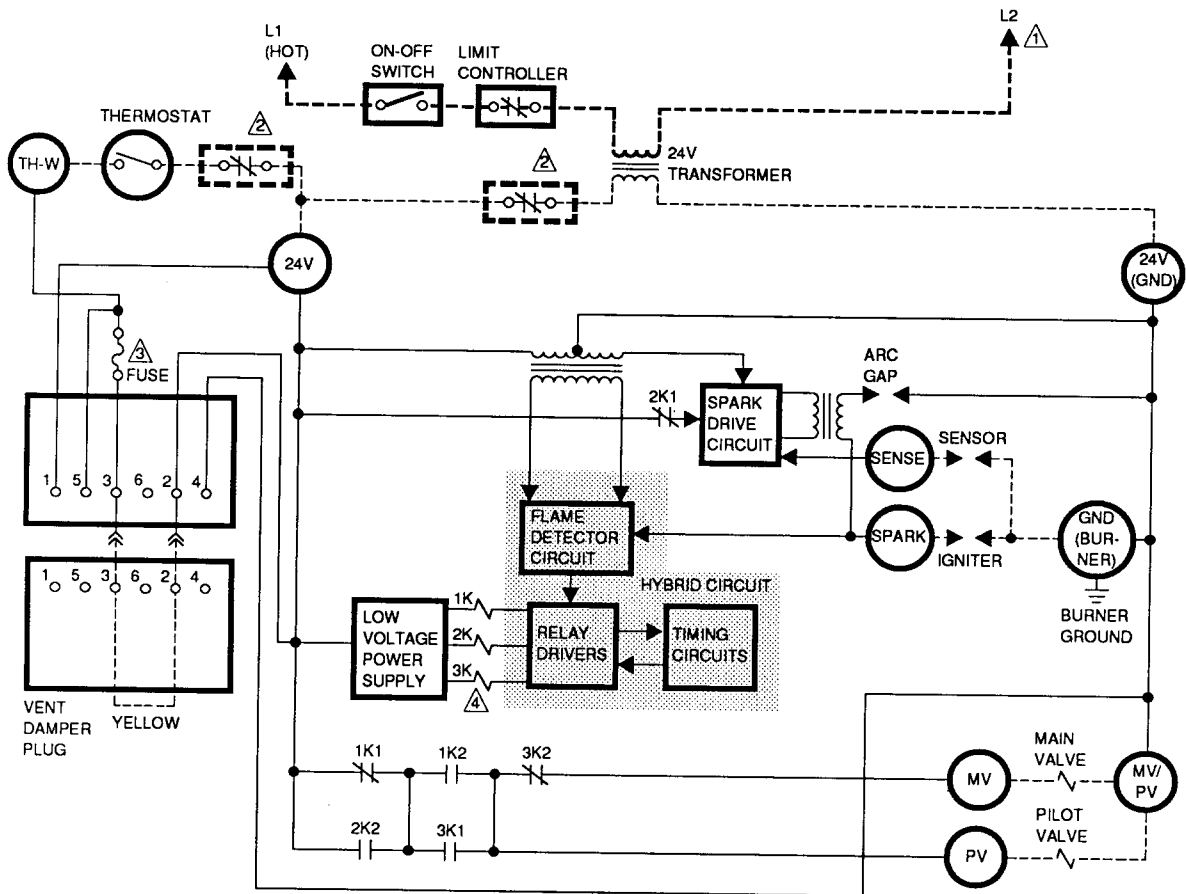 L1
(HOT)
ON-OFF
SWITCH
LIMIT
CONTROLLER
L2
1
THERMOSTAT
2
TH-W
2
24V
TRANSFORMER
24V
24V
(GND)
3
FUSE
ARC
GAP
2K1
SPARK
DRIVE
CIRCUIT
SENSE
SENSOR
1 5 3 6 2 4
FLAME
DETECTOR
CIRCUIT
SPARK
IGNITER
GND
(BUR-
NER)
BURNER
GROUND
1 5 3 6 2 4
HYBRID CIRCUIT
LOW
VOLTAGE
POWER
SUPPLY
1K
2K
3K
4
RELAY
DRIVERS
TIMING
CIRCUITS
VENT
DAMPER
PLUG
YELLOW
1K1
1K2
3K2
MV
MAIN
VALVE
MV/
PV
2K2
3K1
PV
PILOT
VALVE